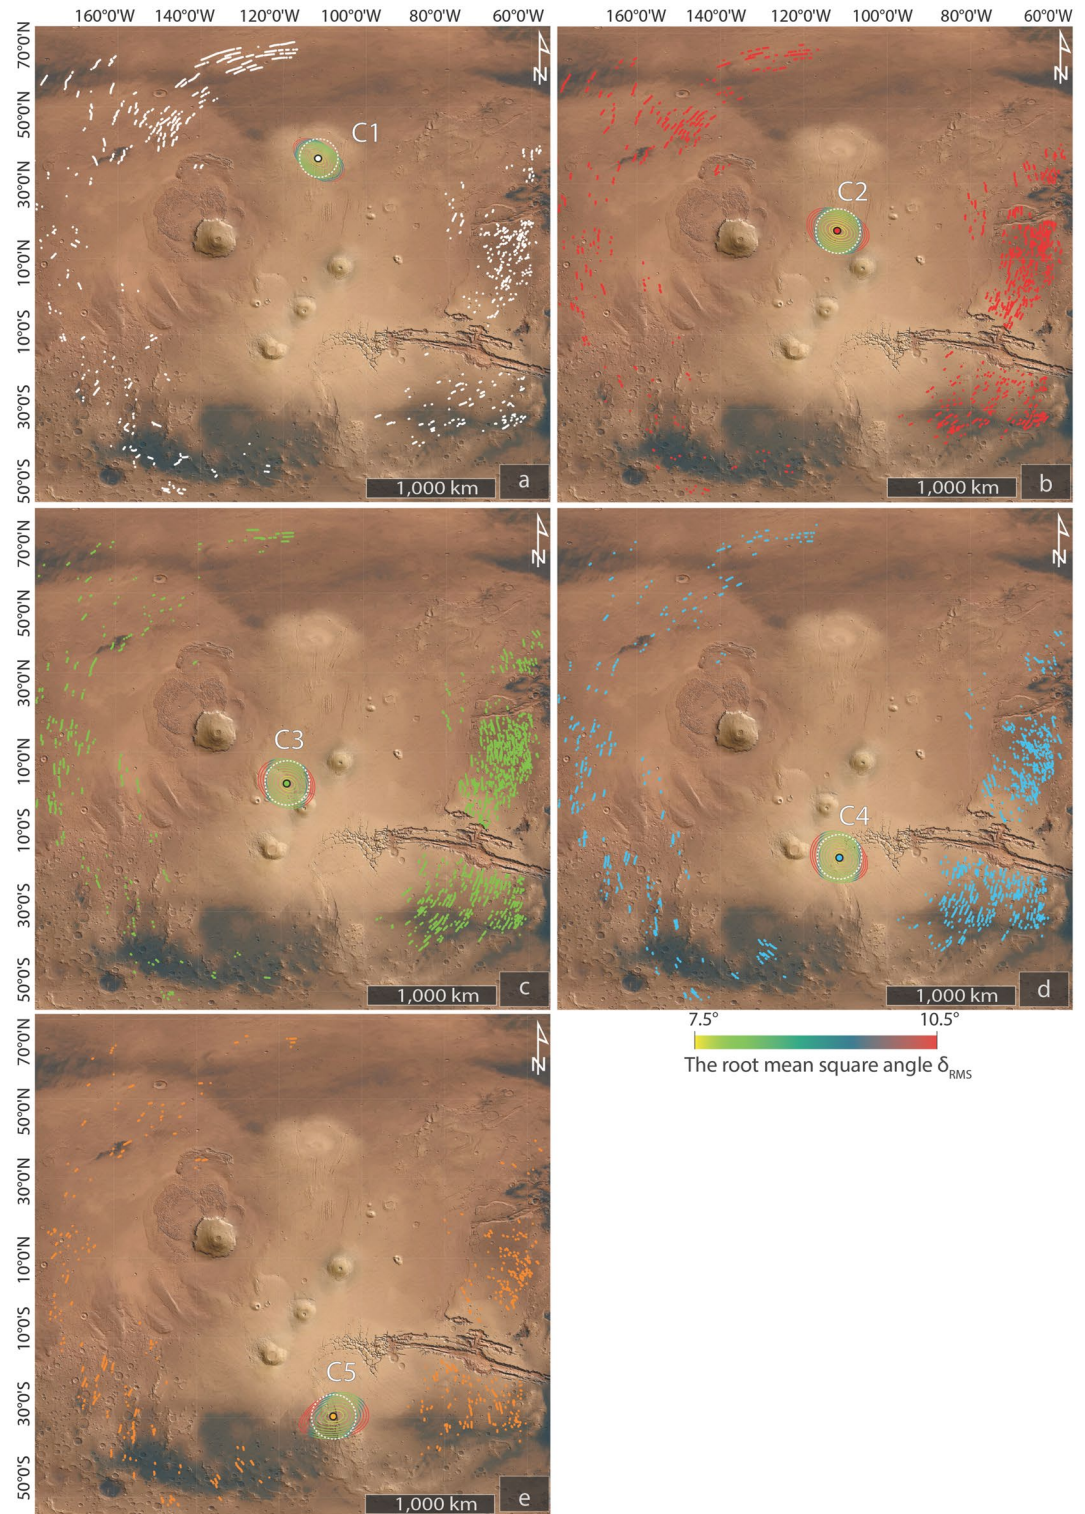 160°0'W 140°0'W 120°0'W 100°0'W 80°0'W 60°0'W
160°0'W 140°0'W 120°0'W 100°0'W 80°0'W 60°0'W
70°0'N
50°0'N
30°0'N
10°0'N
10°0'S
30°0'S
50°0'S
N
C1
1,000 km
a
N
C2
1,000 km
b
70°0'N
50°0'N
30°0'N
10°0'N
10°0'S
30°0'S
50°0'S
N
C3
1,000 km
c
N
C4
1,000 km
d
7.5° 10.5°
The root mean square angle δRMS
70°0'N
50°0'N
30°0'N
10°0'N
10°0'S
30°0'S
50°0'S
N
C5
1,000 km
e